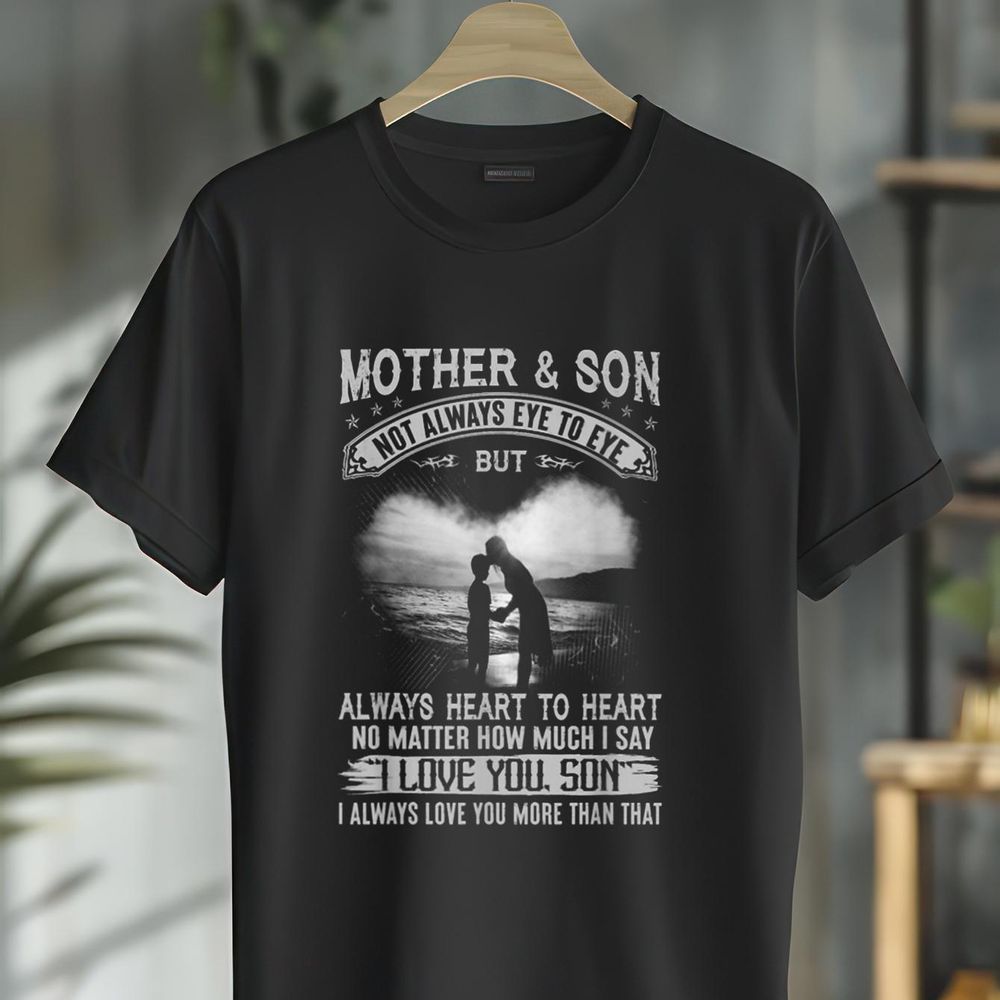 MOTHER & SON
NOT ALWAYS EYE TO EYE
BUT
ALWAYS HEART TO HEART
NO MATTER HOW MUCH I SAY
"I LOVE YOU, SON"
I ALWAYS LOVE YOU MORE THAN THAT